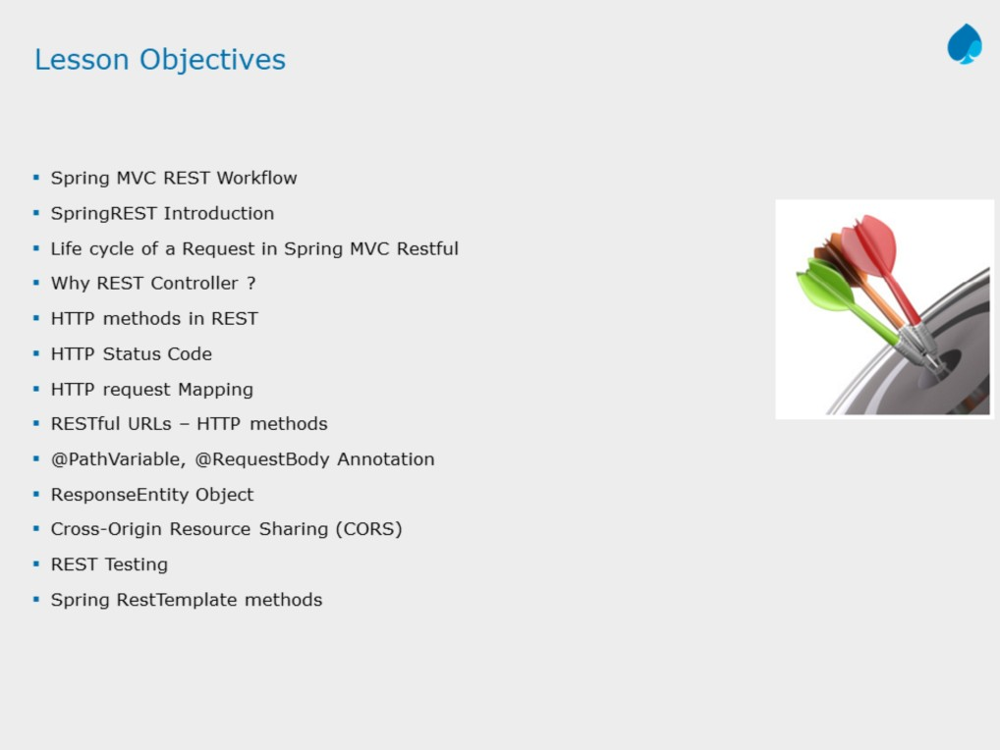 Lesson Objectives
Spring MVC REST Workflow
SpringREST Introduction
Life cycle of a Request in Spring MVC Restful
Why REST Controller ?
HTTP methods in REST
HTTP Status Code
HTTP request Mapping
RESTful URLs – HTTP methods
@PathVariable, @RequestBody Annotation
ResponseEntity Object
Cross-Origin Resource Sharing (CORS)
REST Testing
Spring RestTemplate methods